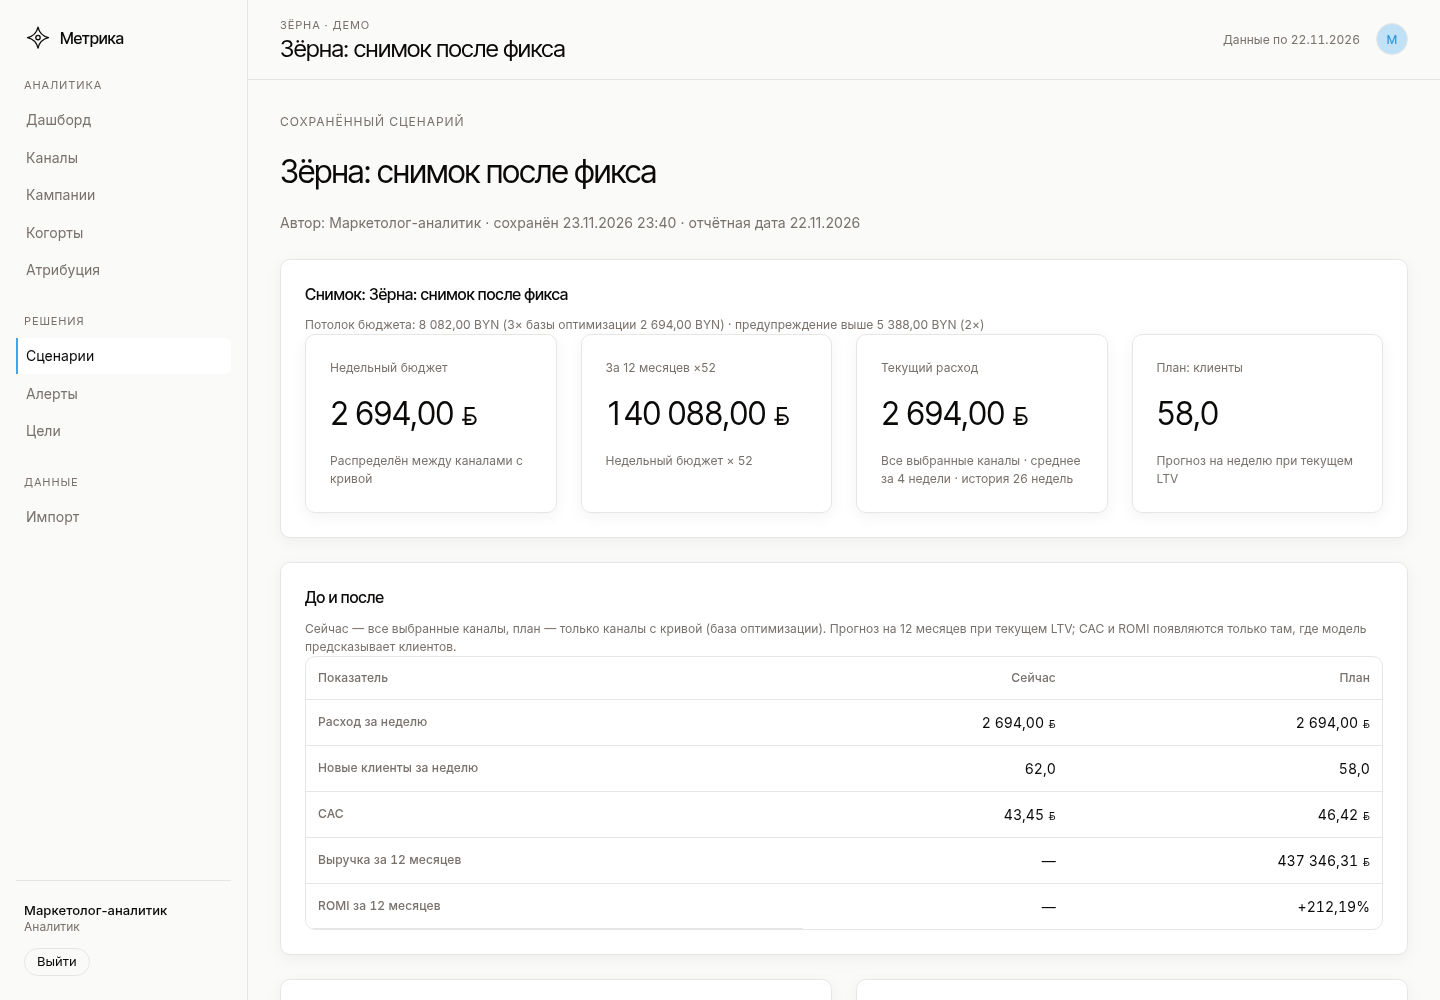 Метрика
АНАЛИТИКА
Дашборд
Каналы
Кампании
Когорты
Атрибуция
РЕШЕНИЯ
Сценарии
Алерты
Цели
ДАННЫЕ
Импорт
Маркетолог-аналитик
Аналитик
Выйти
ЗЁРНА · ДЕМО
Зёрна: снимок после фикса
Данные по 22.11.2026
М
СОХРАНЁННЫЙ СЦЕНАРИЙ
Зёрна: снимок после фикса
Автор: Маркетолог-аналитик · сохранён 23.11.2026 23:40 · отчётная дата 22.11.2026
Снимок: Зёрна: снимок после фикса
Потолок бюджета: 8 082,00 BYN (3× базы оптимизации 2 694,00 BYN) · предупреждение выше 5 388,00 BYN (2×)
Недельный бюджет
2 694,00 Б
Распределён между каналами с
кривой
За 12 месяцев ×52
140 088,00 Б
Недельный бюджет × 52
Текущий расход
2 694,00 Б
Все выбранные каналы · среднее
за 4 недели · история 26 недель
План: клиенты
58,0
Прогноз на неделю при текущем
LTV
До и после
Сейчас — все выбранные каналы, план — только каналы с кривой (база оптимизации). Прогноз на 12 месяцев при текущем LTV; CAC и ROMI появляются только там, где модель
предсказывает клиентов.
Показатель Сейчас План
Расход за неделю 2 694,00 Б 2 694,00 Б
Новые клиенты за неделю 62,0 58,0
CAC 43,45 Б 46,42 Б
Выручка за 12 месяцев — 437 346,31 Б
ROMI за 12 месяцев — +212,19%